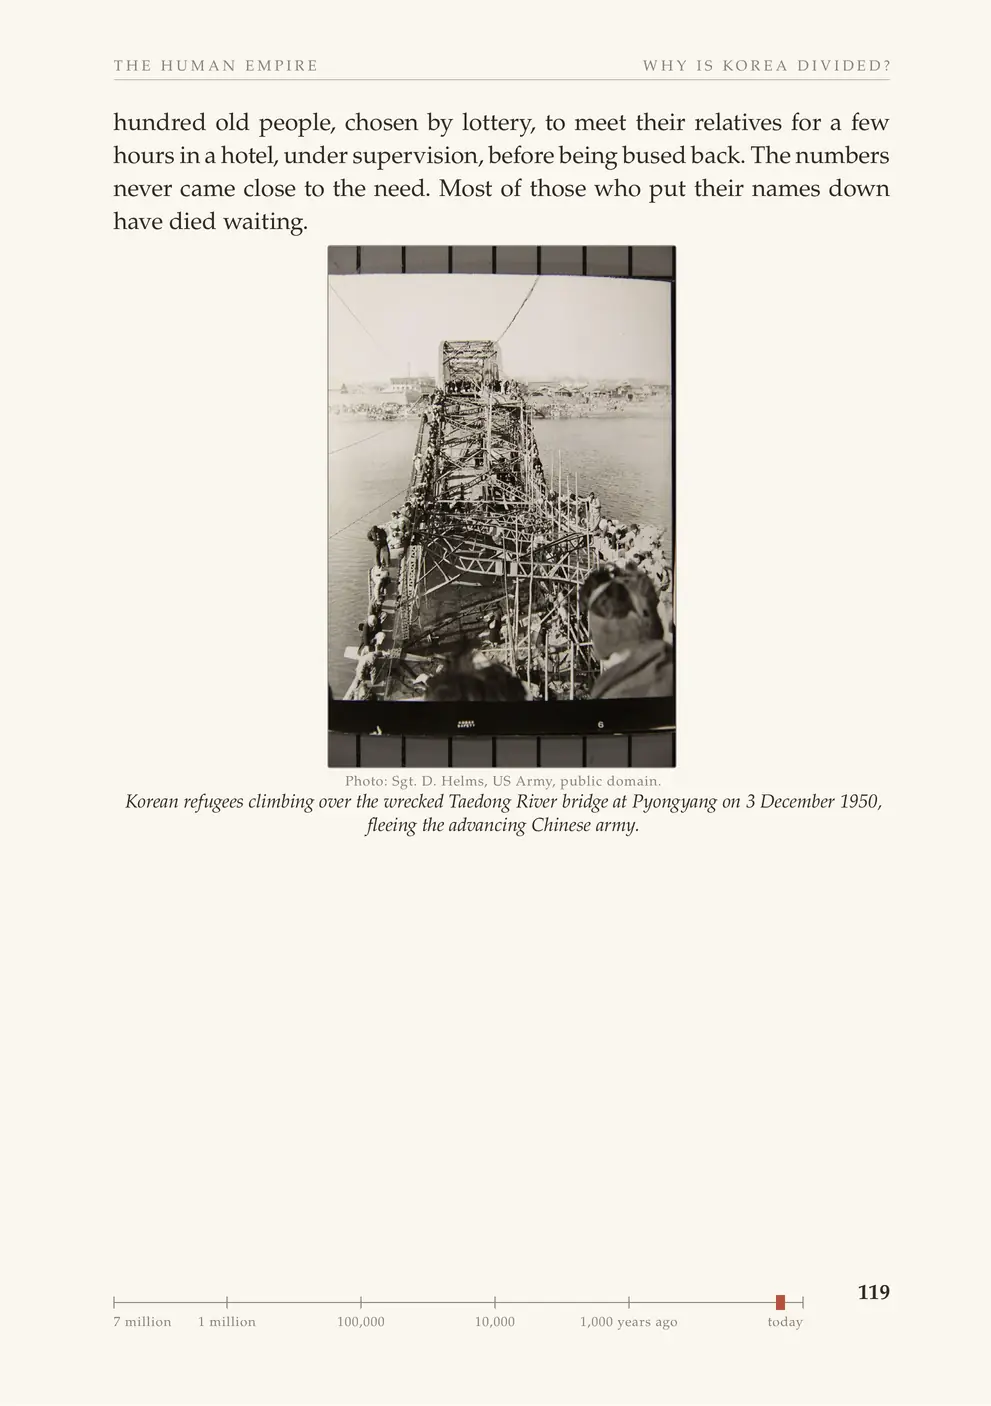 THE HUMAN EMPIRE
WHY IS KOREA DIVIDED?
hundred old people, chosen by lottery, to meet their relatives for a few
hours in a hotel, under supervision, before being bused back. The numbers
never came close to the need. Most of those who put their names down
have died waiting.
6
Photo: Sgt. D. Helms, US Army, public domain.
Korean refugees climbing over the wrecked Taedong River bridge at Pyongyang on 3 December 1950,
fleeing the advancing Chinese army.
119
7 million 1 million 100,000 10,000 1,000 years ago today